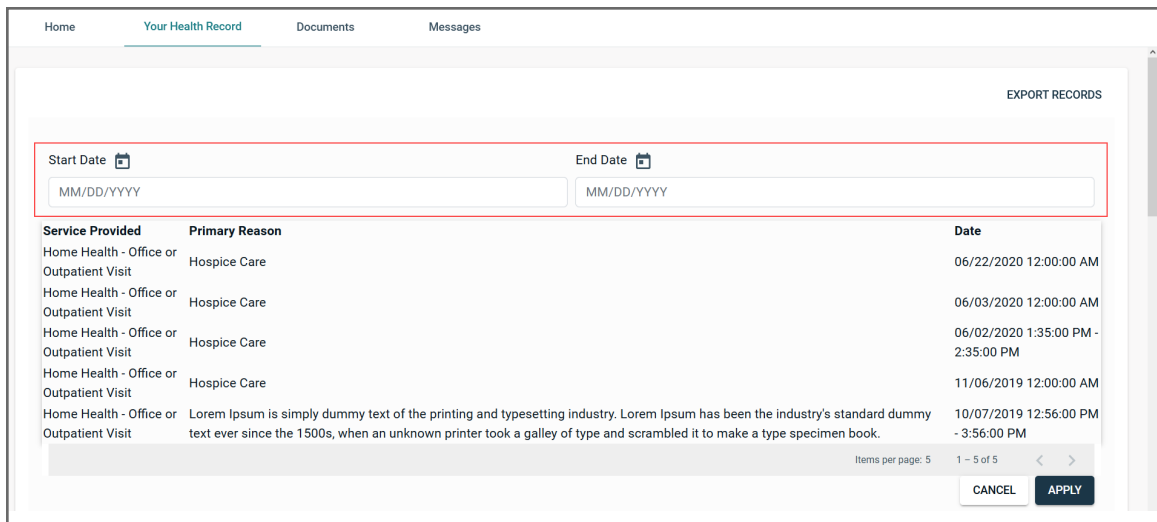 Home Your Health Record Documents Messages
EXPORT RECORDS
Start Date End Date
MM/DD/YYYY MM/DD/YYYY
Service Provided Primary Reason Date
Home Health - Office or
Outpatient Visit
Hospice Care
06/22/2020 12:00:00 AM
Home Health - Office or
Outpatient Visit
Hospice Care
06/03/2020 12:00:00 AM
Home Health - Office or
Outpatient Visit
Hospice Care
06/02/2020 1:35:00 PM -
2:35:00 PM
Home Health - Office or
Outpatient Visit
Hospice Care
11/06/2019 12:00:00 AM
Home Health - Office or
Outpatient Visit
Lorem Ipsum is simply dummy text of the printing and typesetting industry. Lorem Ipsum has been the industry's standard dummy
text ever since the 1500s, when an unknown printer took a galley of type and scrambled it to make a type specimen book.
10/07/2019 12:56:00 PM
- 3:56:00 PM
Items per page: 5 1 – 5 of 5
CANCEL APPLY